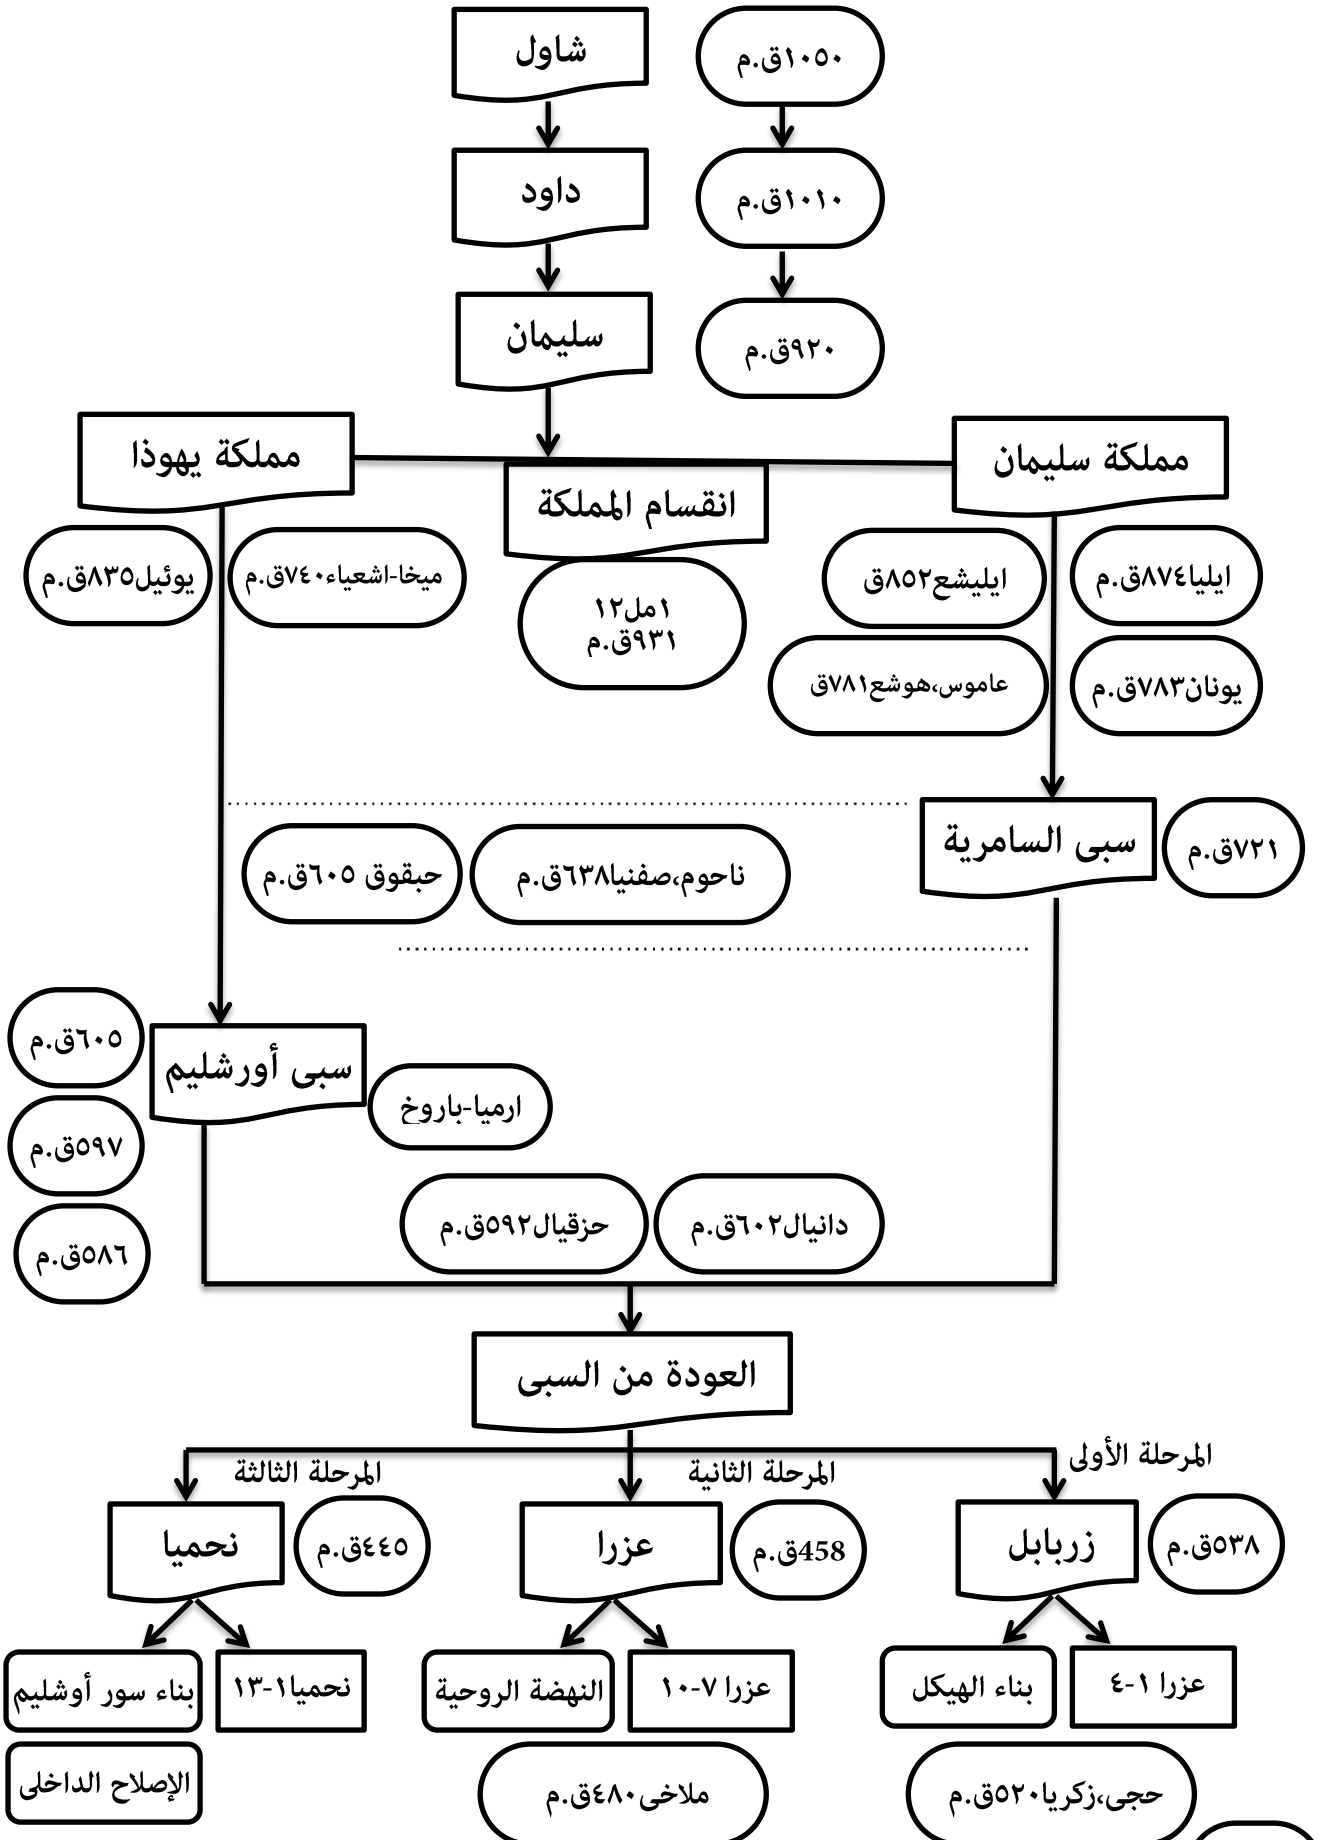 شاول
١٠٥٠ق.م
داود
١٠١٠ق.م
سليمان
٩٢٠ق.م
مملكة سليمان
انقسام المملكة
مملكة يهوذا
ايليا٨٧٤ق.م
ايليشع٨٥٢ق
١مل١٢
٩٣١ق.م
ميخا-اشعياء٧٤٠ق.م
يوئيل٨٣٥ق.م
يونان٧٨٣ق.م
عاموس،هوشع٧٨١ق
٧٢١ق.م
سبى السامرية
ناحوم،صفنيا٦٣٨ق.م
حبقوق ٦٠٥ق.م
سبى أورشليم
٦٠٥ق.م
ارميا-باروخ
٥٩٧ق.م
دانيال٦٠٢ق.م
حزقيال٥٩٢ق.م
٥٨٦ق.م
العودة من السبى
المرحلة الأولى
المرحلة الثانية
المرحلة الثالثة
٥٣٨ق.م
زربابل
458ق.م
عزرا
٤٤٥ق.م
نحميا
عزرا ١-٤
بناء الهيكل
عزرا ٧-١٠
النهضة الروحية
نحميا١-١٣
بناء سور أوشليم
حجى،زكريا٥٢٠ق.م
ملاخى٤٨٠ق.م
الإصلاح الداخلى